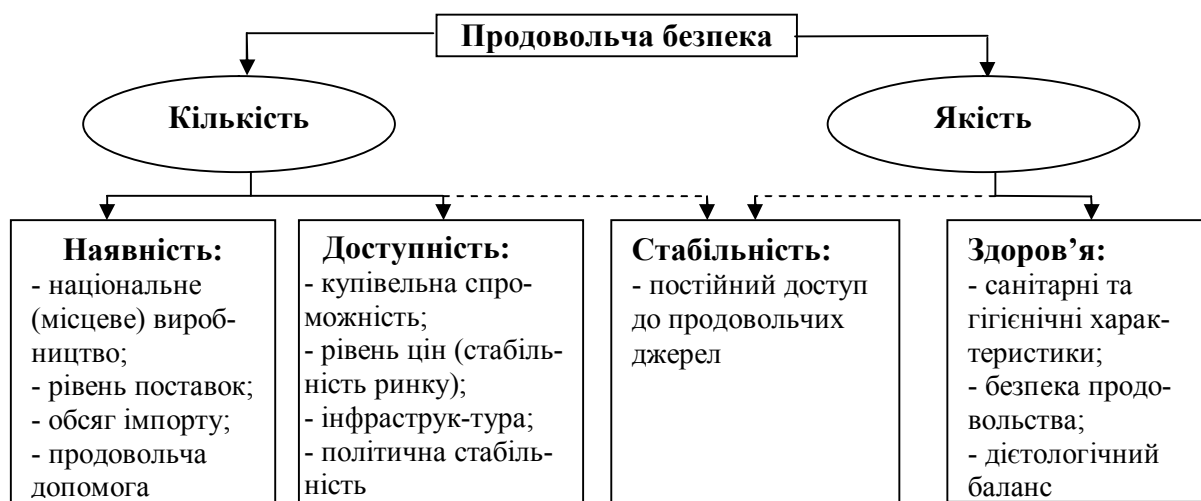 Продовольча безпека
Кількість
Якість
Наявність:
- національне
(місцеве) вироб-
ництво;
- рівень поставок;
- обсяг імпорту;
- продовольча
допомога
Доступність:
- купівельна спро-
можність;
- рівень цін (стабіль-
ність ринку);
- інфраструк-тура;
- політична стабіль-
ність
Стабільність:
- постійний доступ
до продовольчих
джерел
Здоров’я:
- санітарні та
гігієнічні харак-
теристики;
- безпека продо-
вольства;
- дієтологічний
баланс